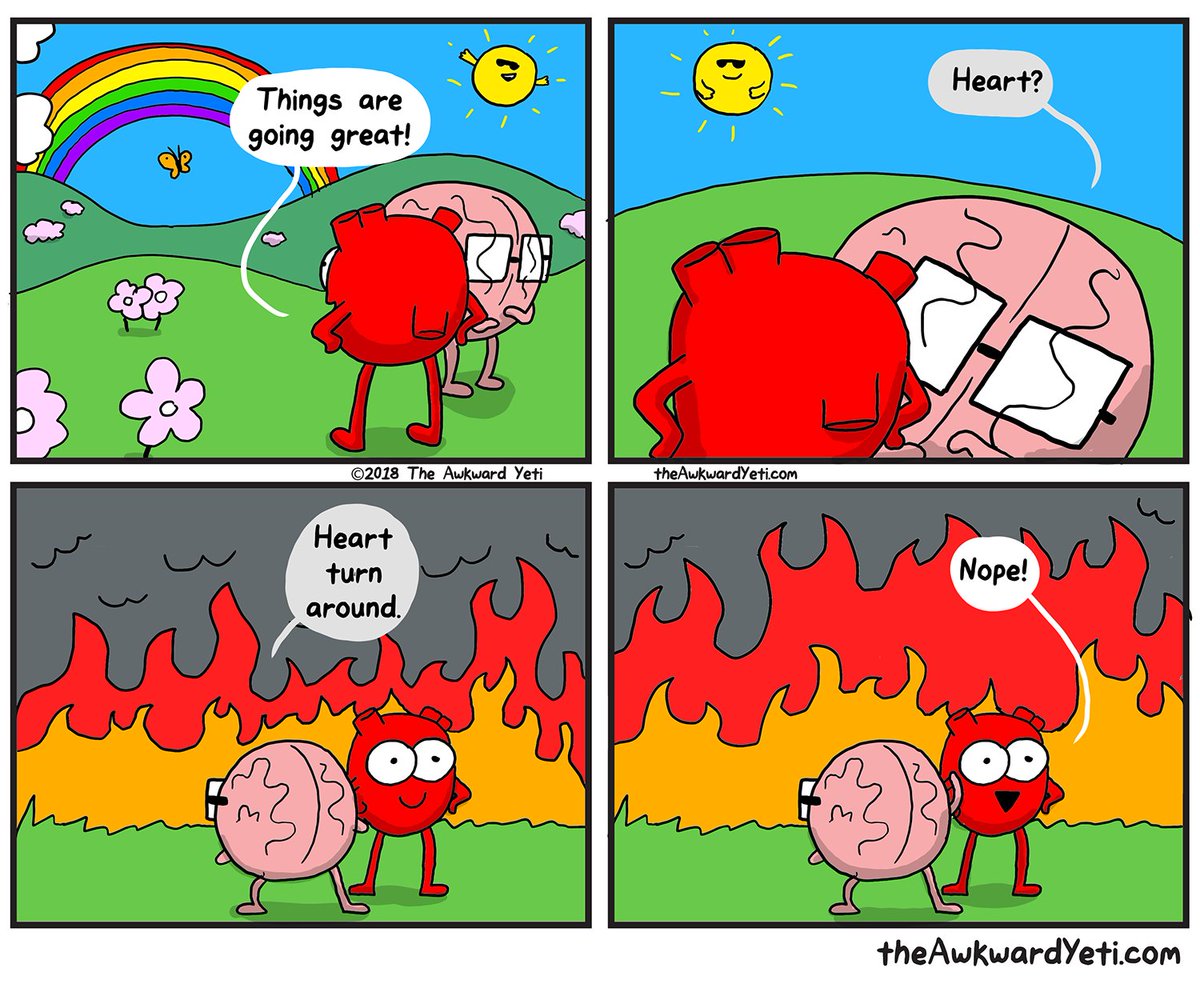 Things are
going great!
Heart?
©2018 The Awkward Yeti
theAwkwardYeti.com
Heart
turn
around.
Nope!
theAwkwardYeti.com